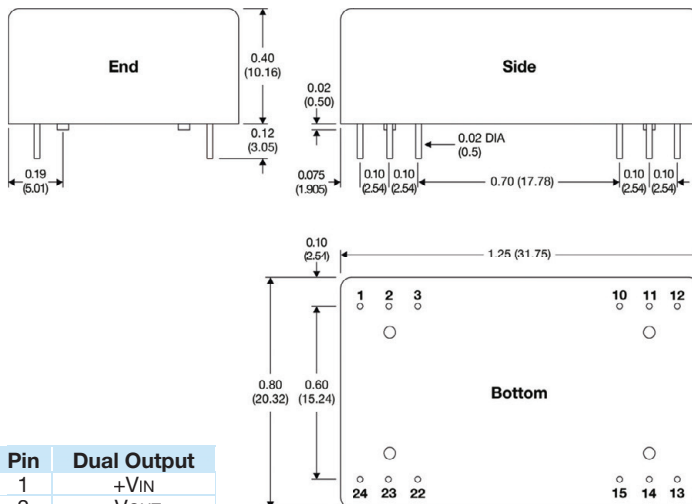 End
0.40
(10.16)
0.12
(3.05)
0.19
(5.01)
Side
0.02
(0.50)
0.02 DIA
(0.5)
0.075
(1.905)
0.10 0.10
(2.54) (2.54)
0.70 (17.78)
0.10 0.10
(2.54) (2.54)
0.10
(2.54)
1.25 (31.75)
1 2 3 10 11 12
0.80
(20.32)
0.60
(15.24)
Bottom
24 23 22 15 14 13
Pin Dual Output
1 +VIN